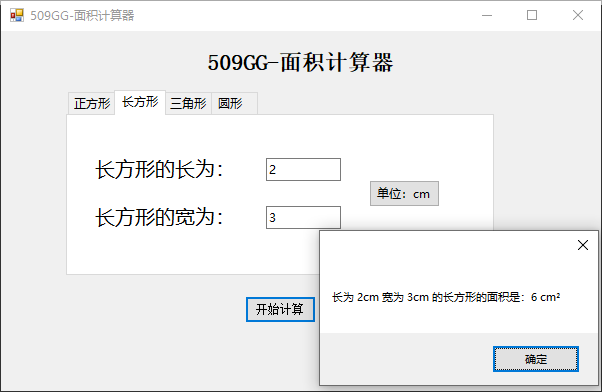 509GG-面积计算器
509GG-面积计算器
正方形 长方形 三角形 圆形
长方形的长为： 2
单位：cm
长方形的宽为： 3
长为 2cm 宽为 3cm 的长方形的面积是：6 cm²
开始计算
确定